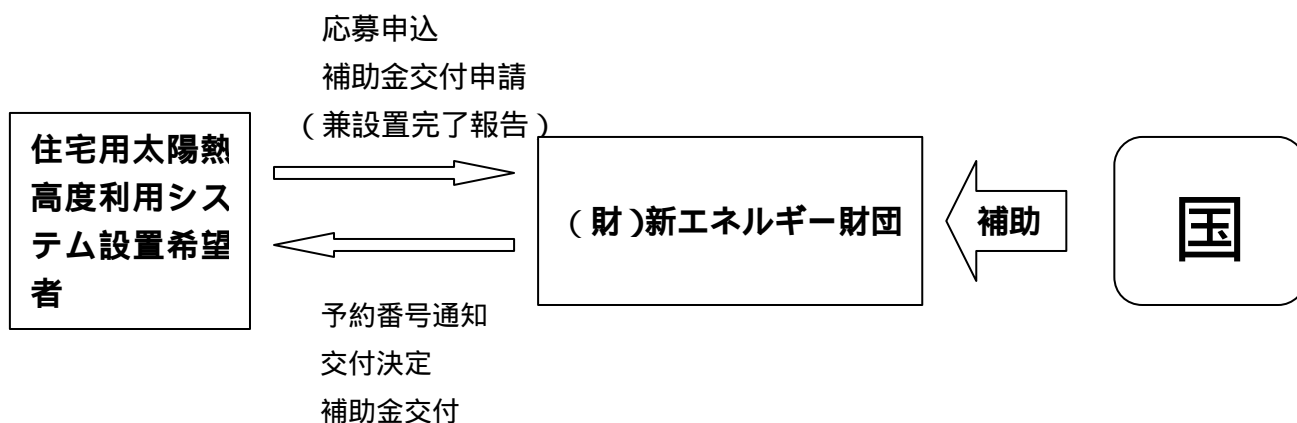 応募申込
補助金交付申請
（兼設置完了報告）
住宅用太陽熱
高度利用シス
テム設置希望
者
（財）新エネルギー財団
補助
国
予約番号通知
交付決定
補助金交付